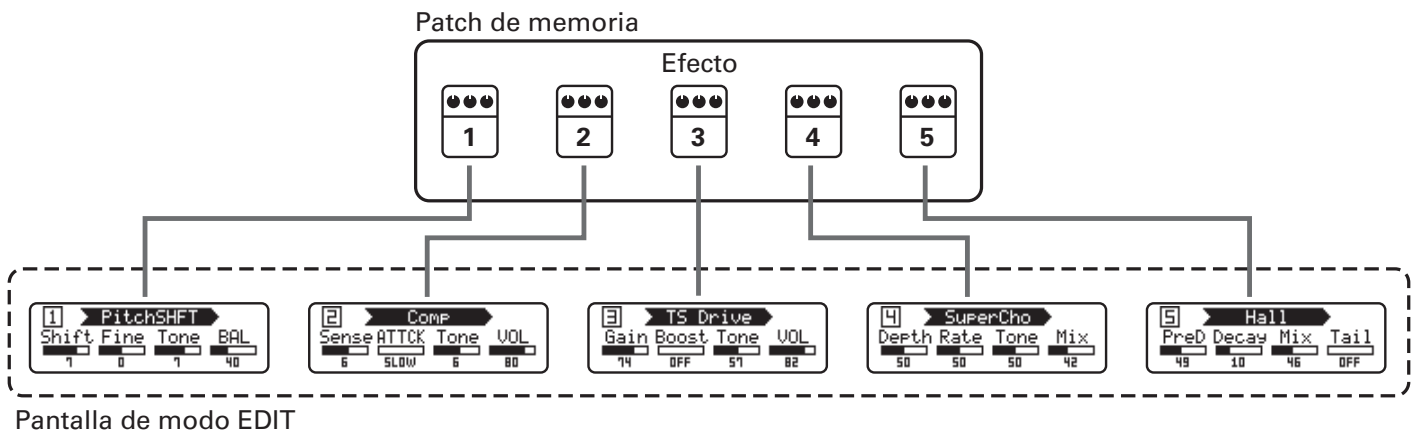 Patch de memoria
Efecto
1 2 3 4 5
1 PitchSHFT
Shift Fine Tone BAL
7 0 7 40
2 Comp
Sense ATTCK Tone VOL
6 SLOW 6 80
3 TS Drive
Gain Boost Tone VOL
74 OFF 57 82
4 SuperCho
Depth Rate Tone Mix
50 50 50 42
5 Hall
PreD Decay Mix Tail
49 10 46 OFF
Pantalla de modo EDIT